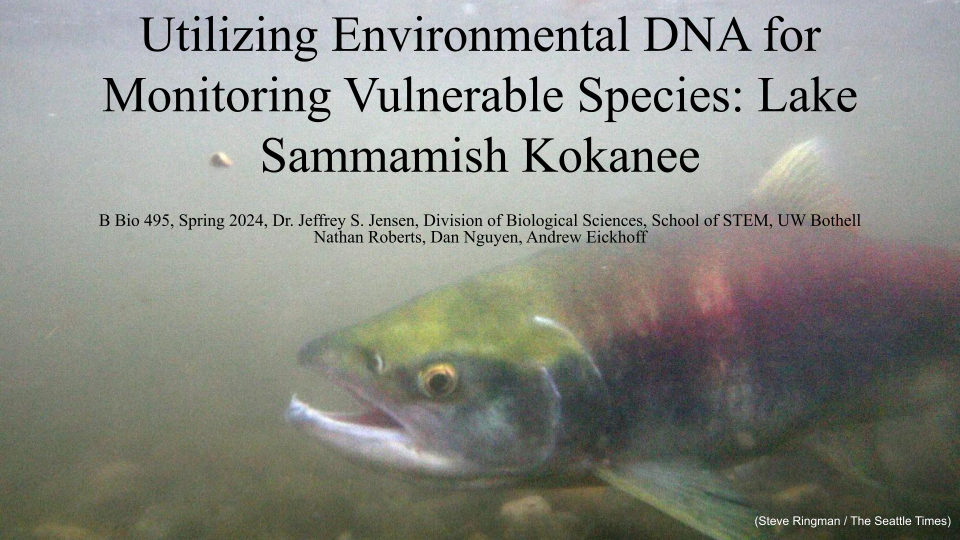 Utilizing Environmental DNA for
Monitoring Vulnerable Species: Lake
Sammamish Kokanee
B Bio 495, Spring 2024, Dr. Jeffrey S. Jensen, Division of Biological Sciences, School of STEM, UW Bothell
Nathan Roberts, Dan Nguyen, Andrew Eickhoff
(Steve Ringman / The Seattle Times)